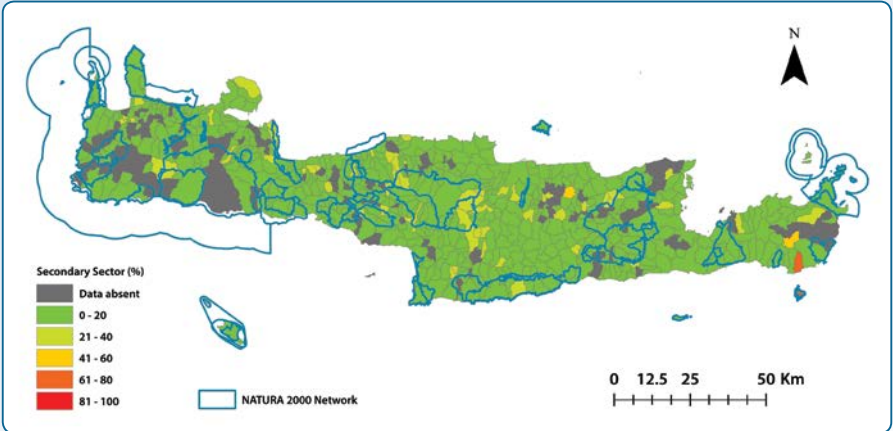 N
Secondary Sector (%)
Data absent
0 - 20
21 - 40
41 - 60
61 - 80
81 - 100
NATURA 2000 Network
0 12.5 25 50 Km